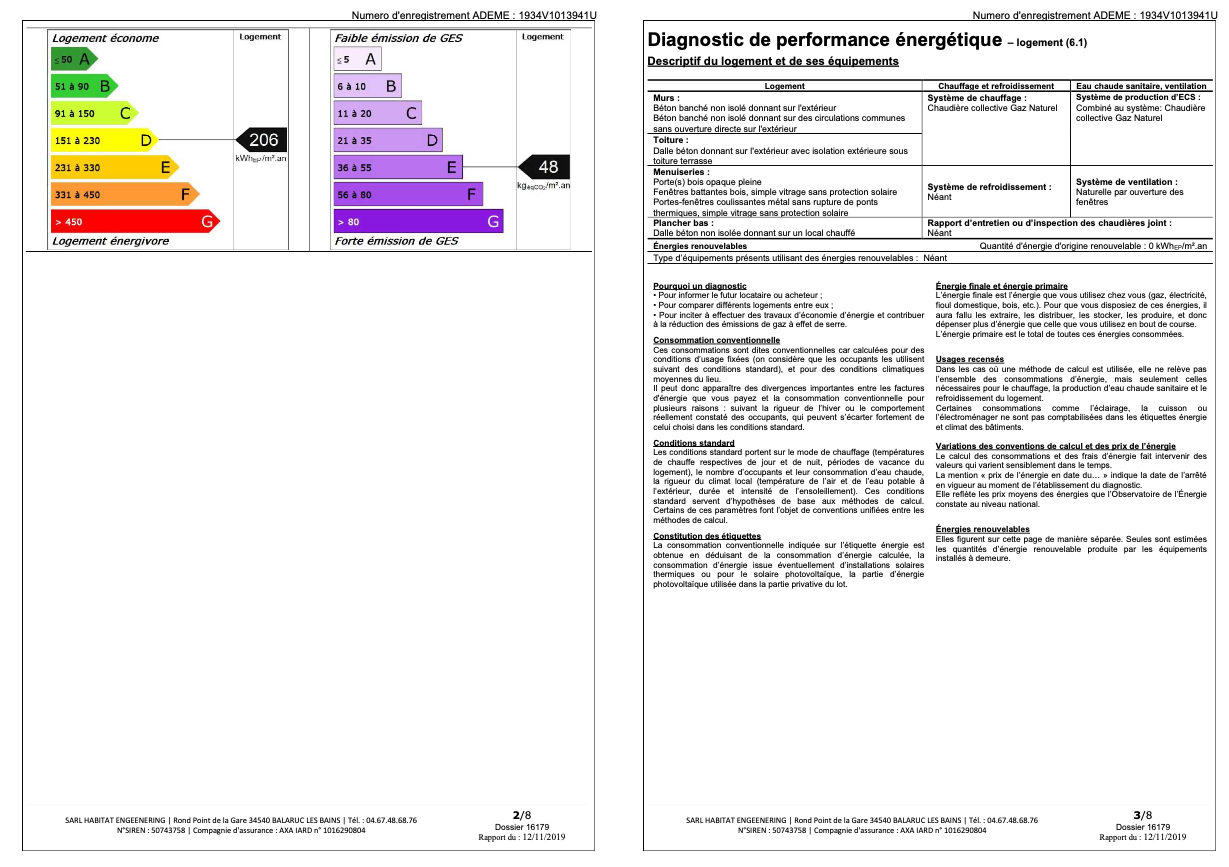 Numero d'enregistrement ADEME : 1934V1013941U
Logement économe
Logement
≤ 50 A
51 à 90 B
91 à 150 C
151 à 230 D
206
kWhEP/m².an
231 à 330 E
331 à 450 F
> 450 G
Logement énergivore
Faible émission de GES
Logement
≤ 5 A
6 à 10 B
11 à 20 C
21 à 35 D
36 à 55 E
48
kgéqCO2/m².an
56 à 80 F
> 80 G
Forte émission de GES
SARL HABITAT ENGEENERING | Rond Point de la Gare 34540 BALARUC LES BAINS | Tél. : 04.67.48.68.76
N°SIREN : 50743758 | Compagnie d'assurance : AXA IARD n° 1016290804
2/8
Dossier 16179
Rapport du : 12/11/2019
Numero d'enregistrement ADEME : 1934V1013941U
Diagnostic de performance énergétique – logement (6.1)
Descriptif du logement et de ses équipements
Logement
Chauffage et refroidissement
Eau chaude sanitaire, ventilation
Murs :
Béton banché non isolé donnant sur l'extérieur
Béton banché non isolé donnant sur des circulations communes
sans ouverture directe sur l'extérieur
Système de chauffage :
Chaudière collective Gaz Naturel
Système de production d'ECS :
Combiné au système: Chaudière
collective Gaz Naturel
Toiture :
Dalle béton donnant sur l'extérieur avec isolation extérieure sous
toiture terrasse
Menuiseries :
Porte(s) bois opaque pleine
Fenêtres battantes bois, simple vitrage sans protection solaire
Portes-fenêtres coulissantes métal sans rupture de ponts
thermiques, simple vitrage sans protection solaire
Système de refroidissement :
Néant
Système de ventilation :
Naturelle par ouverture des
fenêtres
Plancher bas :
Dalle béton non isolée donnant sur un local chauffé
Rapport d'entretien ou d'inspection des chaudières joint :
Néant
Énergies renouvelables
Quantité d'énergie d'origine renouvelable : 0 kWhEP/m².an
Type d'équipements présents utilisant des énergies renouvelables : Néant
Pourquoi un diagnostic
• Pour informer le futur locataire ou acheteur ;
• Pour comparer différents logements entre eux ;
• Pour inciter à effectuer des travaux d'économie d'énergie et contribuer
à la réduction des émissions de gaz à effet de serre.
Consommation conventionnelle
Ces consommations sont dites conventionnelles car calculées pour des
conditions d'usage fixées (on considère que les occupants les utilisent
suivant des conditions standard), et pour des conditions climatiques
moyennes du lieu.
Il peut donc apparaître des divergences importantes entre les factures
d'énergie que vous payez et la consommation conventionnelle pour
plusieurs raisons : suivant la rigueur de l'hiver ou le comportement
réellement constaté des occupants, qui peuvent s'écarter fortement de
celui choisi dans les conditions standard.
Conditions standard
Les conditions standard portent sur le mode de chauffage (températures
de chauffe respectives de jour et de nuit, périodes de vacance du
logement), le nombre d'occupants et leur consommation d'eau chaude,
la rigueur du climat local (température de l'air et de l'eau potable à
l'extérieur, durée et intensité de l'ensoleillement). Ces conditions
standard servent d'hypothèses de base aux méthodes de calcul.
Certains de ces paramètres font l'objet de conventions unifiées entre les
méthodes de calcul.
Constitution des étiquettes
La consommation conventionnelle indiquée sur l'étiquette énergie est
obtenue en déduisant de la consommation d'énergie calculée, la
consommation d'énergie issue éventuellement d'installations solaires
thermiques ou pour le solaire photovoltaïque, la partie d'énergie
photovoltaïque utilisée dans la partie privative du lot.
Énergie finale et énergie primaire
L'énergie finale est l'énergie que vous utilisez chez vous (gaz, électricité,
fioul domestique, bois, etc.). Pour que vous disposiez de ces énergies, il
aura fallu les extraire, les distribuer, les stocker, les produire, et donc
dépenser plus d'énergie que celle que vous utilisez en bout de course.
L'énergie primaire est le total de toutes ces énergies consommées.
Usages recensés
Dans les cas où une méthode de calcul est utilisée, elle ne relève pas
l'ensemble des consommations d'énergie, mais seulement celles
nécessaires pour le chauffage, la production d'eau chaude sanitaire et le
refroidissement du logement.
Certaines consommations comme l'éclairage, la cuisson ou
l'électroménager ne sont pas comptabilisées dans les étiquettes énergie
et climat des bâtiments.
Variations des conventions de calcul et des prix de l'énergie
Le calcul des consommations et des frais d'énergie fait intervenir des
valeurs qui varient sensiblement dans le temps.
La mention « prix de l'énergie en date du… » indique la date de l'arrêté
en vigueur au moment de l'établissement du diagnostic.
Elle reflète les prix moyens des énergies que l'Observatoire de l'Énergie
constate au niveau national.
Énergies renouvelables
Elles figurent sur cette page de manière séparée. Seules sont estimées
les quantités d'énergie renouvelable produite par les équipements
installés à demeure.
SARL HABITAT ENGEENERING | Rond Point de la Gare 34540 BALARUC LES BAINS | Tél. : 04.67.48.68.76
N°SIREN : 50743758 | Compagnie d'assurance : AXA IARD n° 1016290804
3/8
Dossier 16179
Rapport du : 12/11/2019